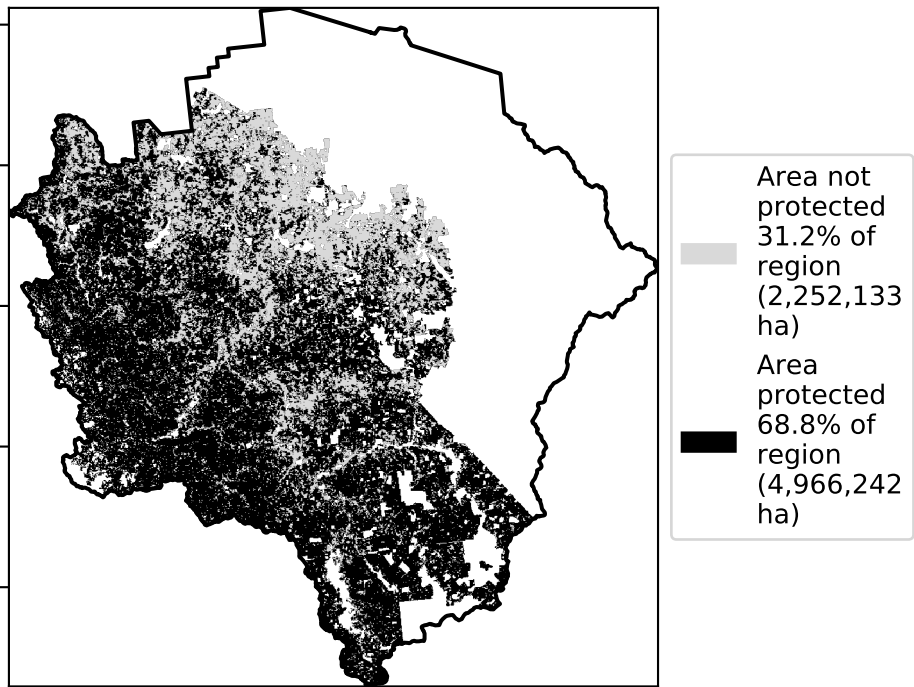 Area not
protected
31.2% of
region
(2,252,133
ha)
Area
protected
68.8% of
region
(4,966,242
ha)